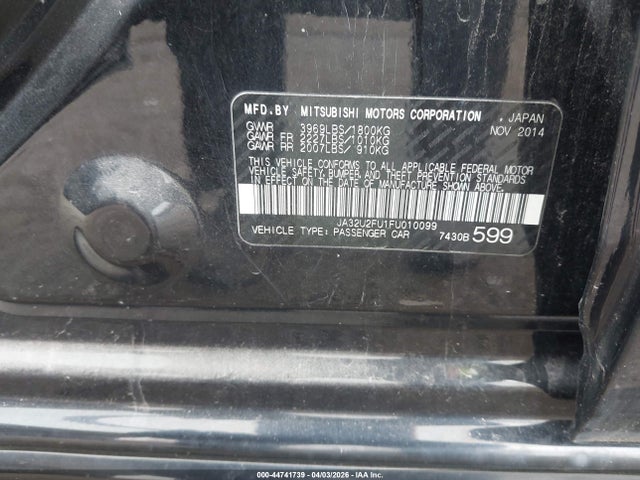 MFD.BY MITSUBISHI MOTORS CORPORATION , JAPAN
GVWR 3969LBS/1800KG NOV 2014
GAWR FR 2227LBS/1010KG
GAWR RR 2007LBS/ 910KG
THIS VEHICLE CONFORMS TO ALL APPLICABLE FEDERAL MOTOR
VEHICLE SAFETY, BUMPER, AND THEFT PREVENTION STANDARDS
IN EFFECT ON THE DATE OF MANUFACTURE SHOWN ABOVE.
JA32U2FU1FU010099
VEHICLE TYPE: PASSENGER CAR 7430B 599
000-44741739 | 04/03/2026 | IAA Inc.